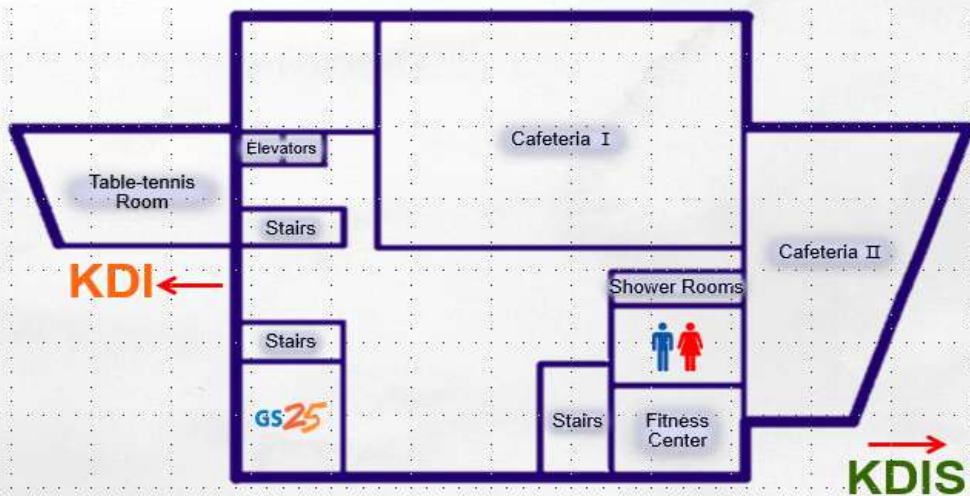 Cafeteria Ⅰ
Elevators
Table-tennis
Room
Stairs
Cafeteria Ⅱ
KDI
Shower Rooms
Stairs
GS25
Stairs
Fitness
Center
KDIS